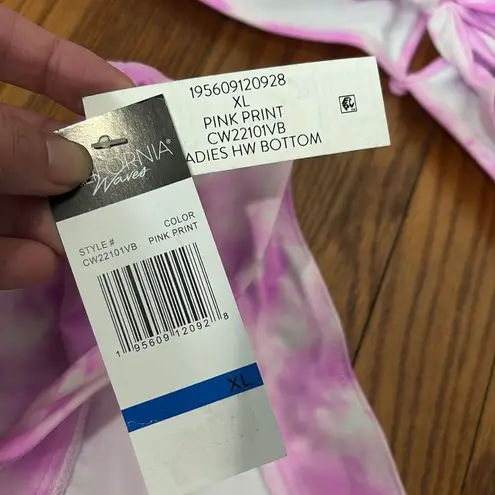 195609120928
XL
PINK PRINT
CW22101VB
ADIES HW BOTTOM
FORNIA®
Waves
STYLE # COLOR
CW22101VB PINK PRINT
1 95609 12092 8
XL